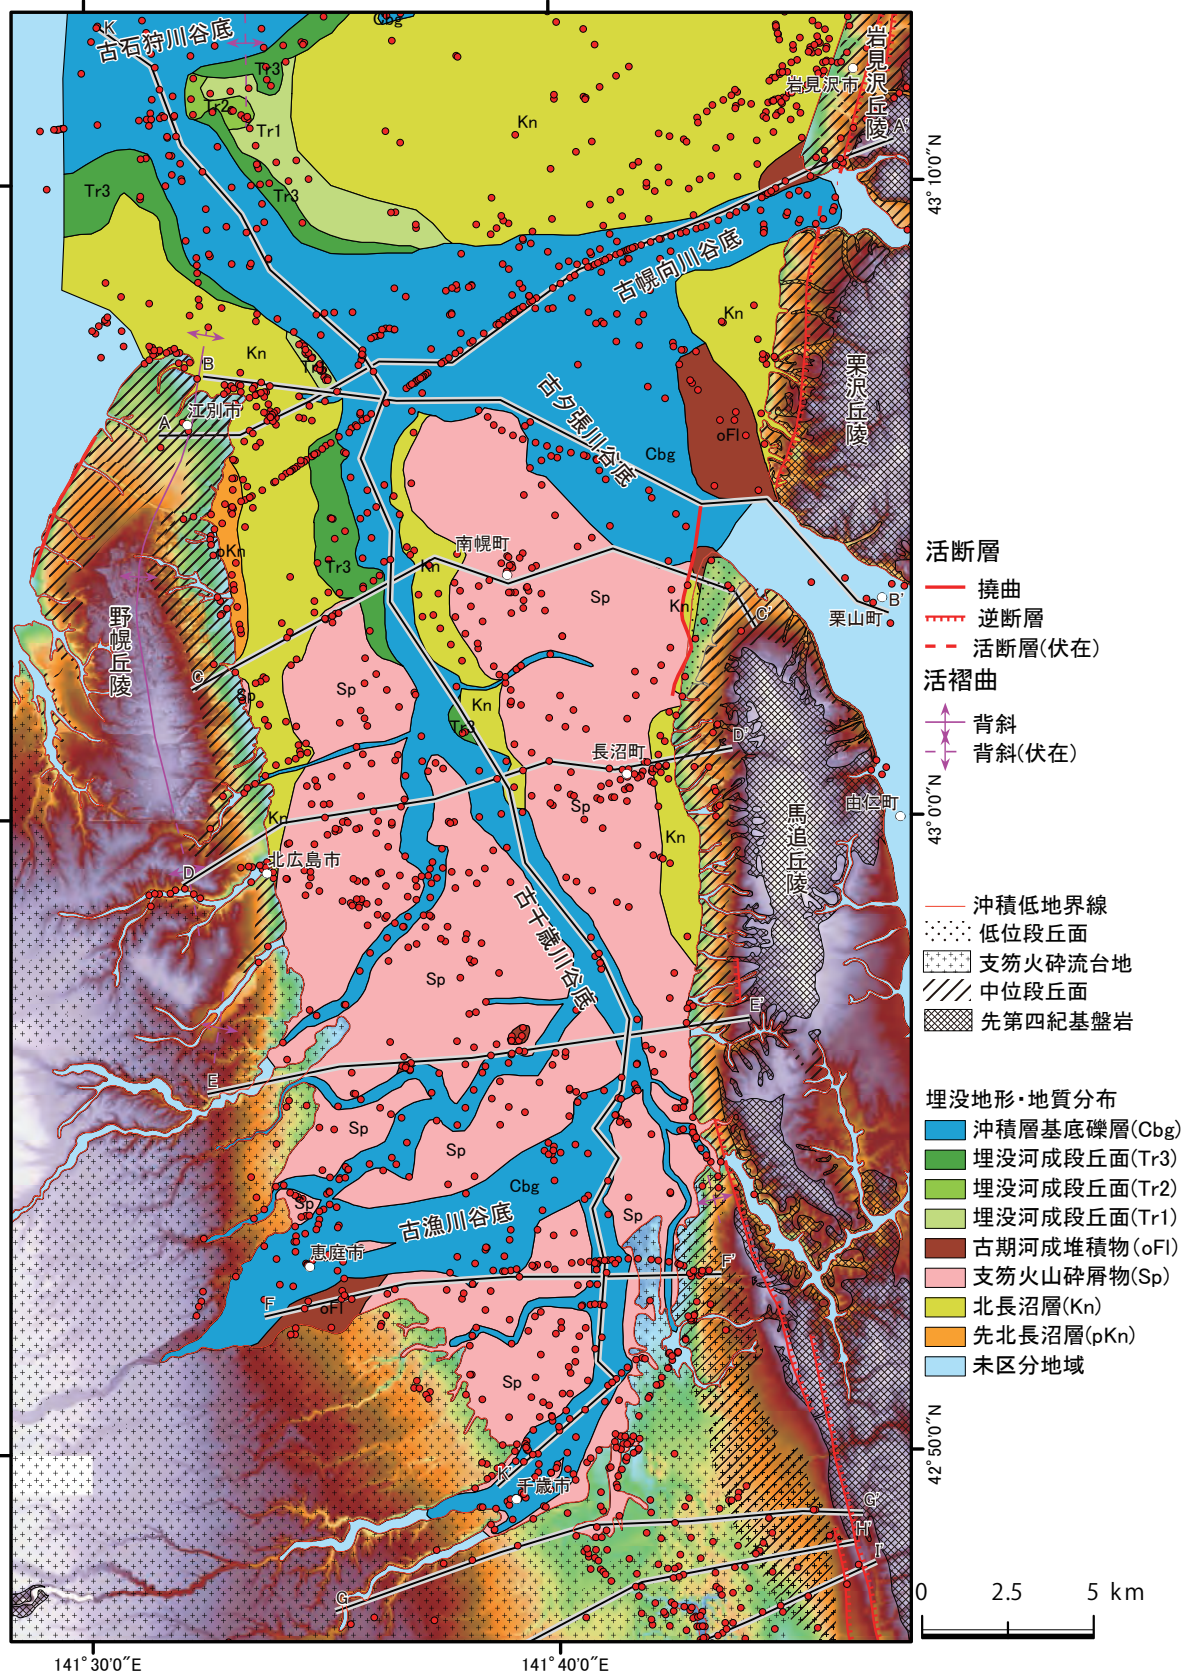 K
古石狩川谷底
Cbg
Tr3
Tr2
Tr1
Kn
岩見沢市
岩見沢丘陵
A'
Tr3
Tr3
43°10'0"N
古幌向川谷底
Kn
Kn
B
A
江別市
栗沢丘陵
古夕張川谷底
Cbg
oFl
pKn
Tr3
南幌町
Kn
Sp
Kn
C'
B'
栗山町
野幌丘陵
C
Sp
Sp
Kn
Tr3
D'
長沼町
Sp
Kn
Kn
馬追丘陵
由仁町
43°0'0"N
D
北広島市
古千歳川谷底
Sp
E'
E
Sp
Sp
Cbg
Sp
古漁川谷底
Sp
恵庭市
F'
F
oFl
Sp
42°50'0"N
K'
千歳市
G'
H'
I'
G
141°30'0"E
141°40'0"E
活断層
撓曲
逆断層
活断層(伏在)
活褶曲
背斜
背斜(伏在)
沖積低地界線
低位段丘面
支笏火砕流台地
中位段丘面
先第四紀基盤岩
埋没地形・地質分布
沖積層基底礫層(Cbg)
埋没河成段丘面(Tr3)
埋没河成段丘面(Tr2)
埋没河成段丘面(Tr1)
古期河成堆積物(oFl)
支笏火山砕屑物(Sp)
北長沼層(Kn)
先北長沼層(pKn)
未区分地域
0 2.5 5 km